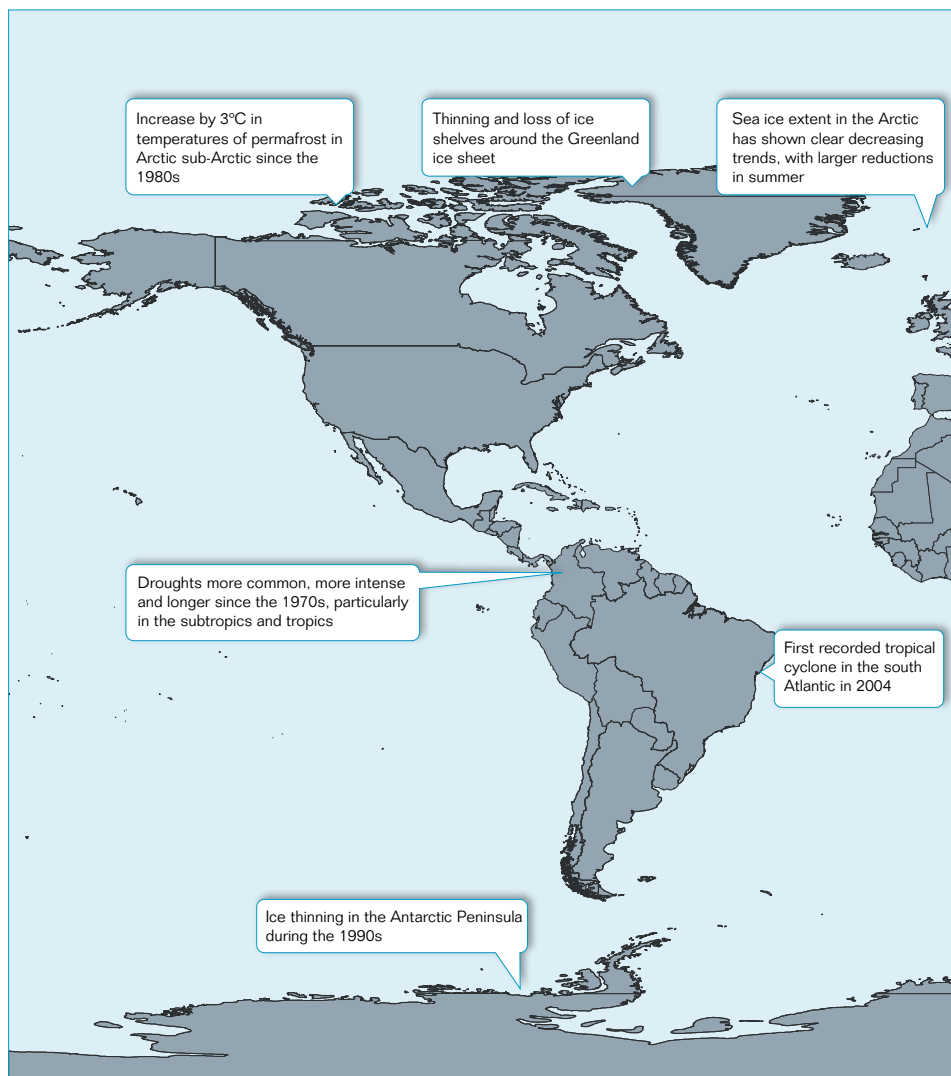 Increase by 3ºC in
temperatures of permafrost in
Arctic sub-Arctic since the
1980s
Thinning and loss of ice
shelves around the Greenland
ice sheet
Sea ice extent in the Arctic
has shown clear decreasing
trends, with larger reductions
in summer
Droughts more common, more intense
and longer since the 1970s, particularly
in the subtropics and tropics
First recorded tropical
cyclone in the south
Atlantic in 2004
Ice thinning in the Antarctic Peninsula
during the 1990s